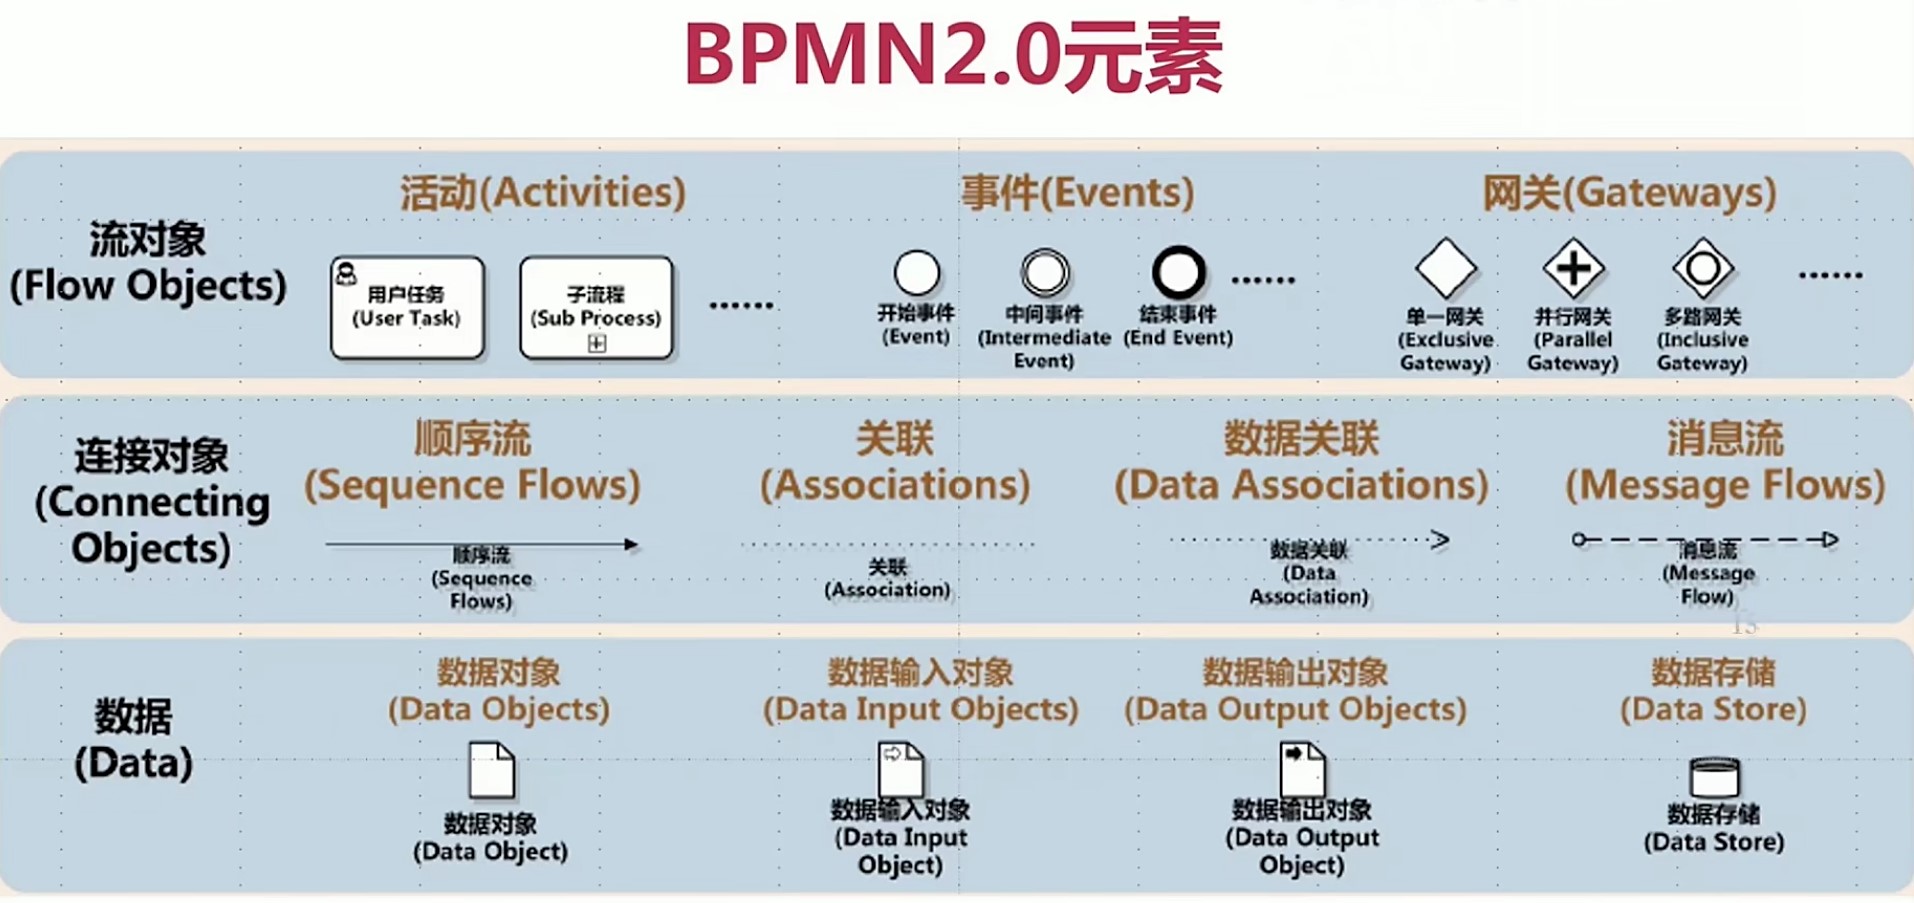 BPMN2.0元素
流对象
(Flow Objects)
活动(Activities)
用户任务
(User Task)
子流程
(Sub Process)
......
事件(Events)
开始事件
(Event)
中间事件
(Intermediate
Event)
结束事件
(End Event)
......
网关(Gateways)
单一网关
(Exclusive
Gateway)
并行网关
(Parallel
Gateway)
多路网关
(Inclusive
Gateway)
......
连接对象
(Connecting
Objects)
顺序流
(Sequence Flows)
顺序流
(Sequence
Flows)
关联
(Associations)
关联
(Association)
数据关联
(Data Associations)
数据关联
(Data
Association)
消息流
(Message Flows)
消息流
(Message
Flow)
13
数据
(Data)
数据对象
(Data Objects)
数据对象
(Data Object)
数据输入对象
(Data Input Objects)
数据输入对象
(Data Input
Object)
数据输出对象
(Data Output Objects)
数据输出对象
(Data Output
Object)
数据存储
(Data Store)
数据存储
(Data Store)